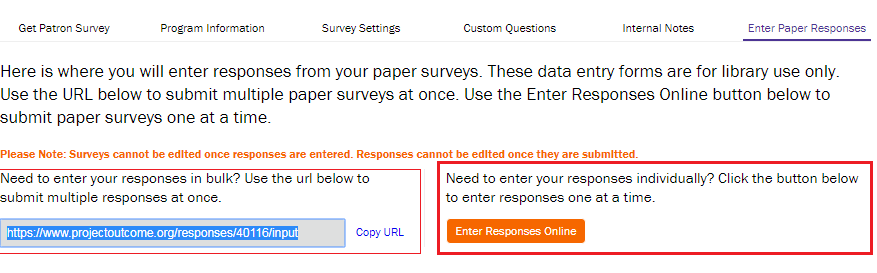 Get Patron Survey Program Information Survey Settings Custom Questions Internal Notes Enter Paper Responses
Here is where you will enter responses from your paper surveys. These data entry forms are for library use only.
Use the URL below to submit multiple paper surveys at once. Use the Enter Responses Online button below to
submit paper surveys one at a time.
Please Note: Surveys cannot be edited once responses are entered. Responses cannot be edited once they are submitted.
Need to enter your responses in bulk? Use the url below to
submit multiple responses at once.
https://www.projectoutcome.org/responses/40116/input Copy URL
Need to enter your responses individually? Click the button below
to enter responses one at a time.
Enter Responses Online